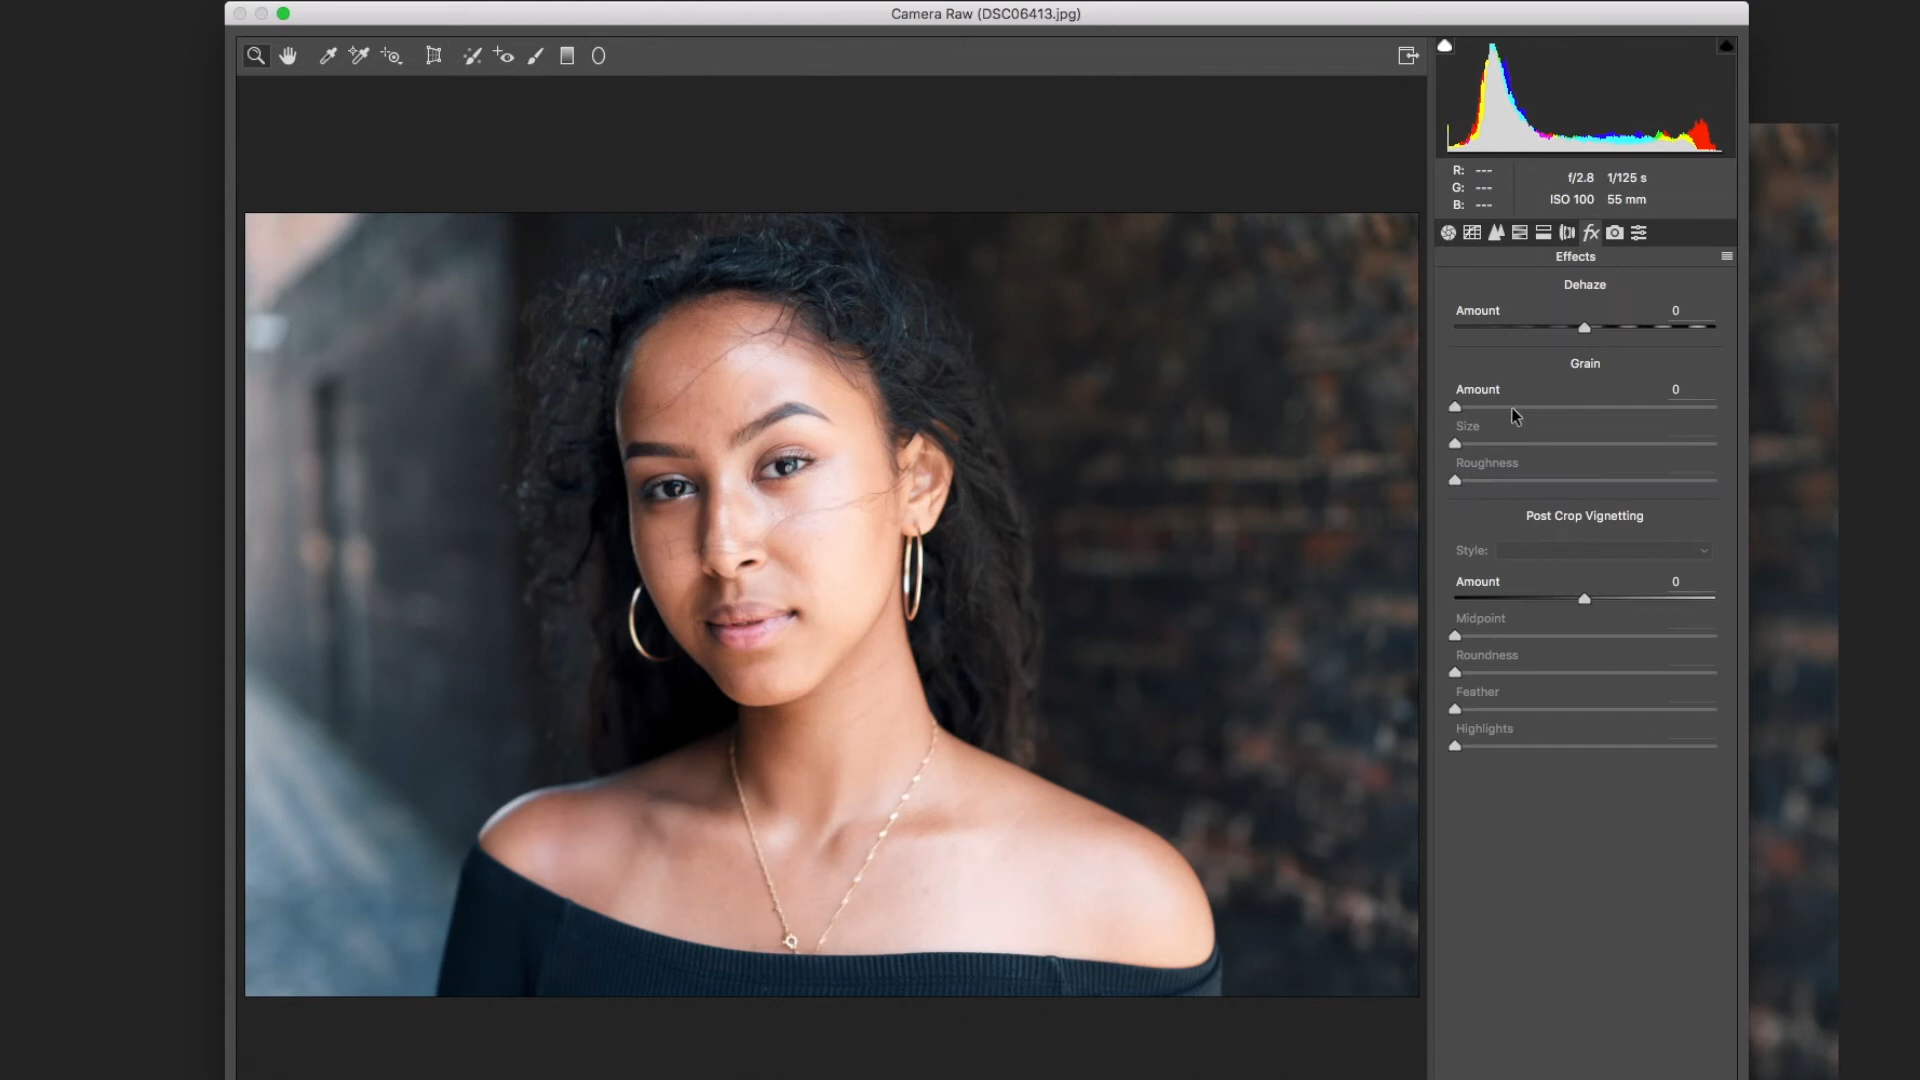 Camera Raw (DSC06413.jpg)
R: ---
G: ---
B: ---
f/2.8 1/125 s
ISO 100 55 mm
fx
Effects
Dehaze
Amount 0
Grain
Amount 0
Size
Roughness
Post Crop Vignetting
Style:
Amount 0
Midpoint
Roundness
Feather
Highlights